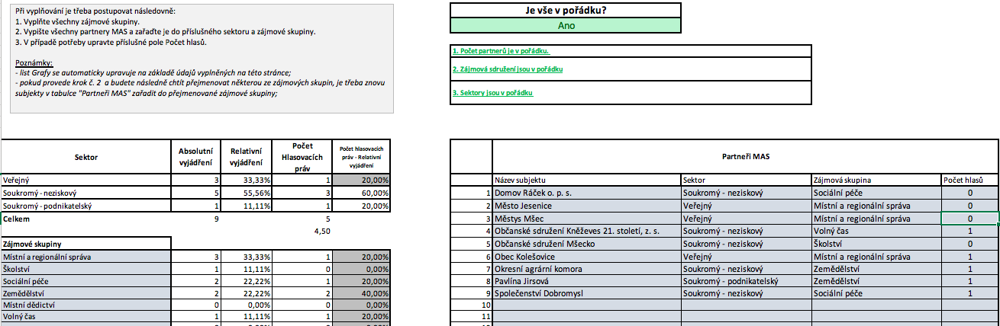 Při vyplňování je třeba postupovat následovně:
1. Vyplňte všechny zájmové skupiny.
2. Vypište všechny partnery MAS a zařaďte je do příslušného sektoru a zájmové skupiny.
3. V případě potřeby upravte příslušné pole Počet hlasů.
Poznámky:
- list Grafy se automaticky upravuje na základě údajů vyplněných na této stránce;
- pokud provede krok č. 2 a budete následně chtít přejmenovat některou ze zájmových skupin, je třeba znovu
subjekty v tabulce "Partneři MAS" zařadit do přejmenované zájmové skupiny;
Je vše v pořádku?
Ano
1. Počet partnerů je v pořádku.
2. Zájmová sdružení jsou v pořádku
3. Sektory jsou v pořádku
Sektor Absolutní vyjádření Relativní vyjádření Počet Hlasovacích práv Počet hlasovacích práv - Relativní vyjádření
Veřejný 3 33,33% 1 20,00%
Soukromý - neziskový 5 55,56% 3 60,00%
Soukromý - podnikatelský 1 11,11% 1 20,00%
Celkem 9 5
4,50
Zájmové skupiny
Místní a regionální správa 3 33,33% 1 20,00%
Školství 1 11,11% 0 0,00%
Sociální péče 2 22,22% 1 20,00%
Zemědělství 2 22,22% 2 40,00%
Místní dědictví 0 0,00% 0 0,00%
Volný čas 1 11,11% 1 20,00%
Partneři MAS
Název subjektu Sektor Zájmová skupina Počet hlasů
1 Domov Ráček o. p. s. Soukromý - neziskový Sociální péče 0
2 Město Jesenice Veřejný Místní a regionální správa 0
3 Městys Mšec Veřejný Místní a regionální správa 0
4 Občanské sdružení Kněževes 21. století, z. s. Soukromý - neziskový Volný čas 1
5 Občanské sdružení Mšecko Soukromý - neziskový Školství 0
6 Obec Kolešovice Veřejný Místní a regionální správa 1
7 Okresní agrární komora Soukromý - neziskový Zemědělství 1
8 Pavlína Jirsová Soukromý - podnikatelský Zemědělství 1
9 Společenství Dobromysl Soukromý - neziskový Sociální péče 1
10
11